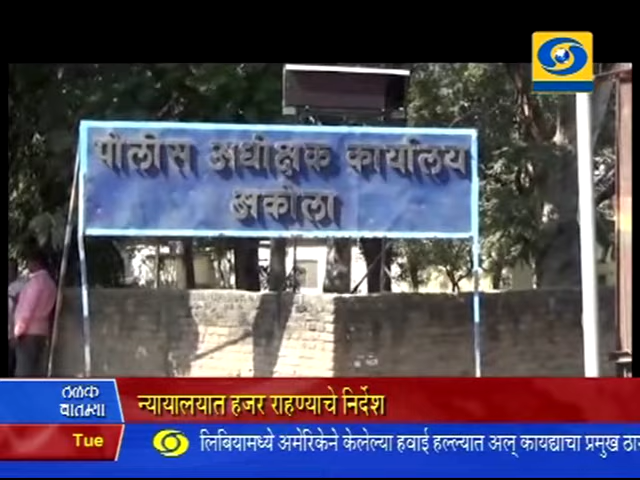 पोलीस अधीक्षक कार्यालय
अकोला
ठळक
बातम्या
न्यायालयात हजर राहण्याचे निर्देश
Tue
लिबियामध्ये अमेरिकेने केलेल्या हवाई हल्ल्यात अल् कायद्याचा प्रमुख ठार